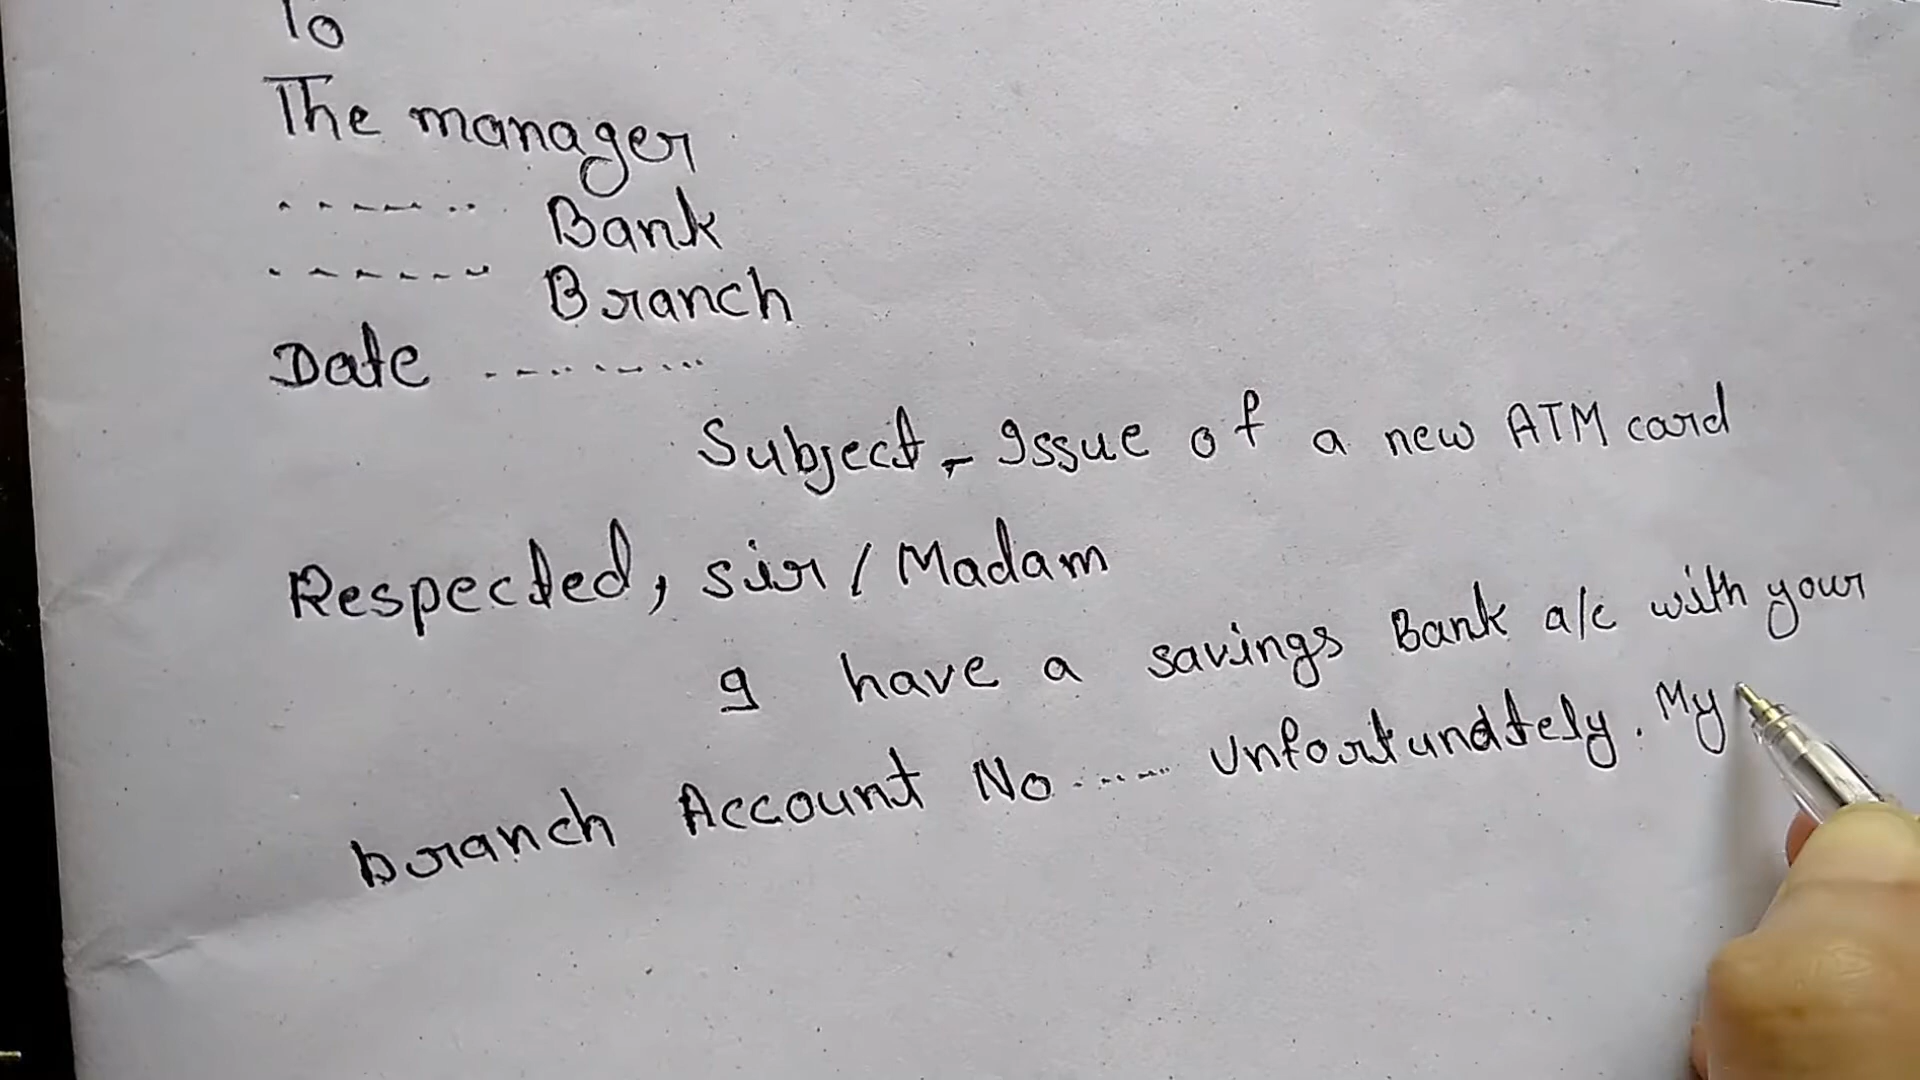 To
The manager
........ Bank
........ Branch
Date ..........
Subject - Issue of a new ATM card
Respected, sir / Madam
I have a savings Bank a/c with your
branch Account No ...... Unfortunately. My